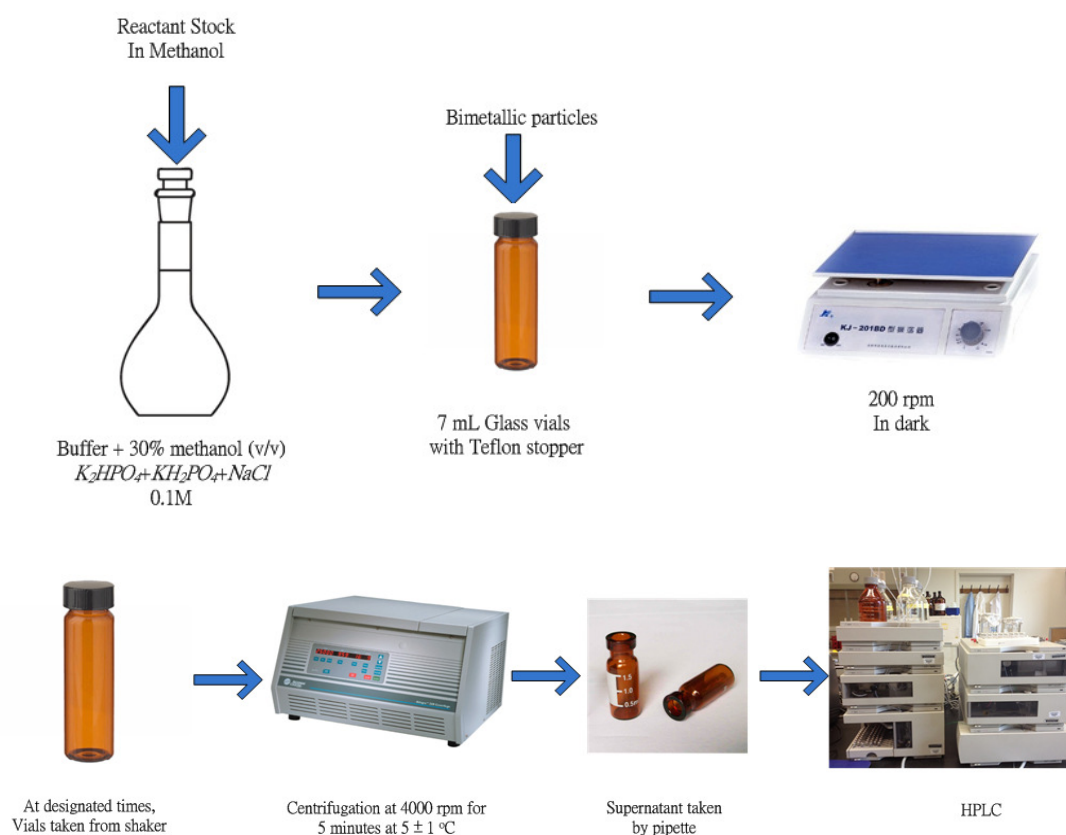 Reactant Stock
In Methanol
Bimetallic particles
KJ-201BD
7 mL Glass vials
with Teflon stopper
200 rpm
In dark
Buffer + 30% methanol (v/v)
K₂HPO₄+KH₂PO₄+NaCl
0.1M
1.5
1.0
0.5m
At designated times,
Vials taken from shaker
Centrifugation at 4000 rpm for
5 minutes at 5 ± 1 °C
Supernatant taken
by pipette
HPLC